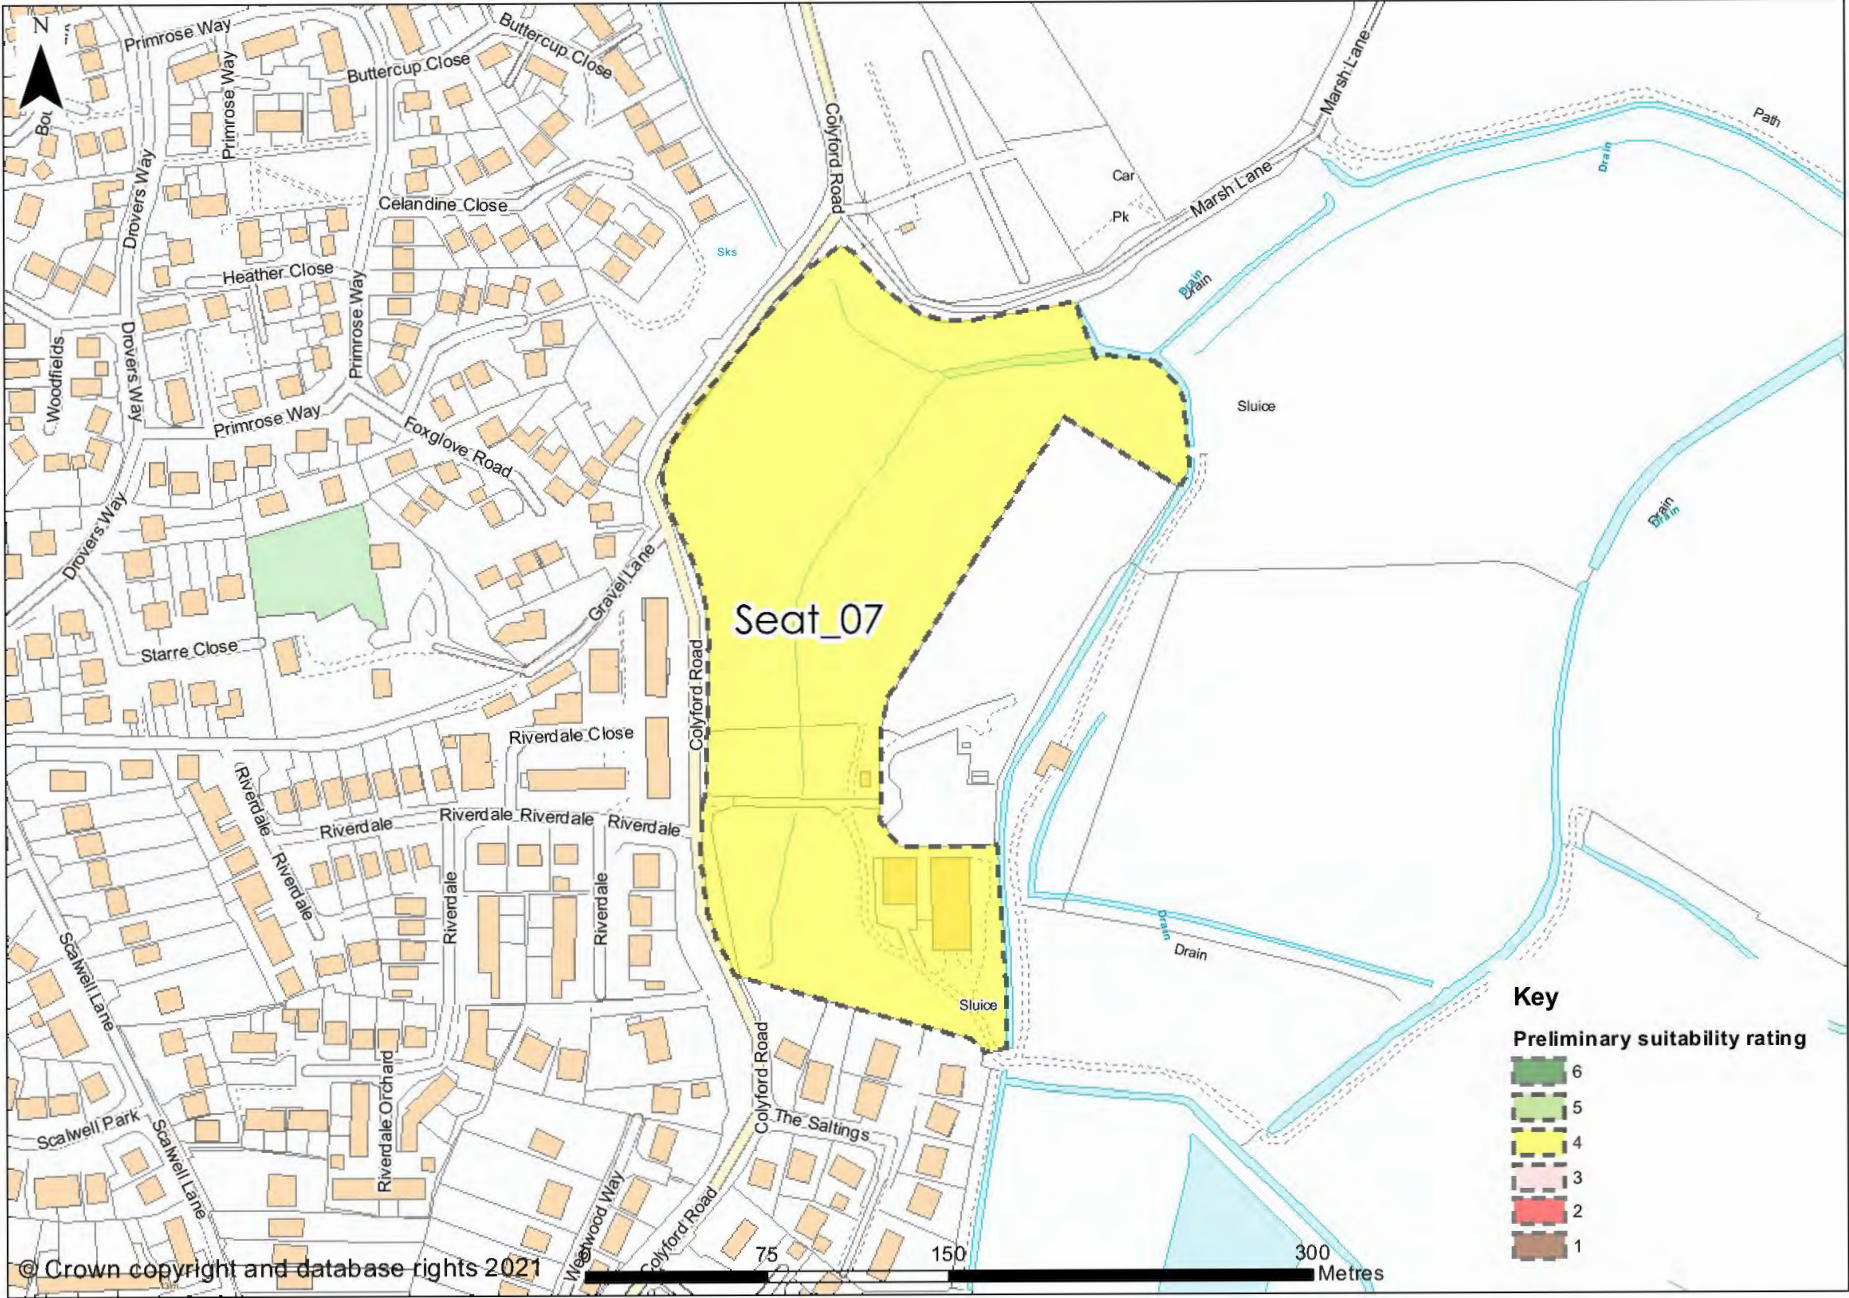 N
Primrose Way
Buttercup Close
Buttercup Close
Primrose Way
Drovers Way
Celandine Close
Colyford Road
Marsh Lane
Path
Drain
Car
Pk
Marsh Lane
Sks
Heather Close
Primrose Way
Drain
Drain
Woodfields
Drovers Way
Primrose Way
Foxglove Road
Sluice
Drovers Way
Drain
Drain
Gravel Lane
Seat_07
Starre Close
Colyford Road
Riverdale Close
Riverdale
Riverdale
Riverdale
Riverdale
Riverdale
Riverdale
Riverdale
Riverdale
Scalwell Lane
Drain
Drain
Sluice
Colyford Road
Riverdale Orchard
The Saltings
Scalwell Park
Scalwell Lane
Westwood Way
Colyford Road
Key
Preliminary suitability rating
6
5
4
3
2
1
© Crown copyright and database rights 2021
75
150
300
Metres